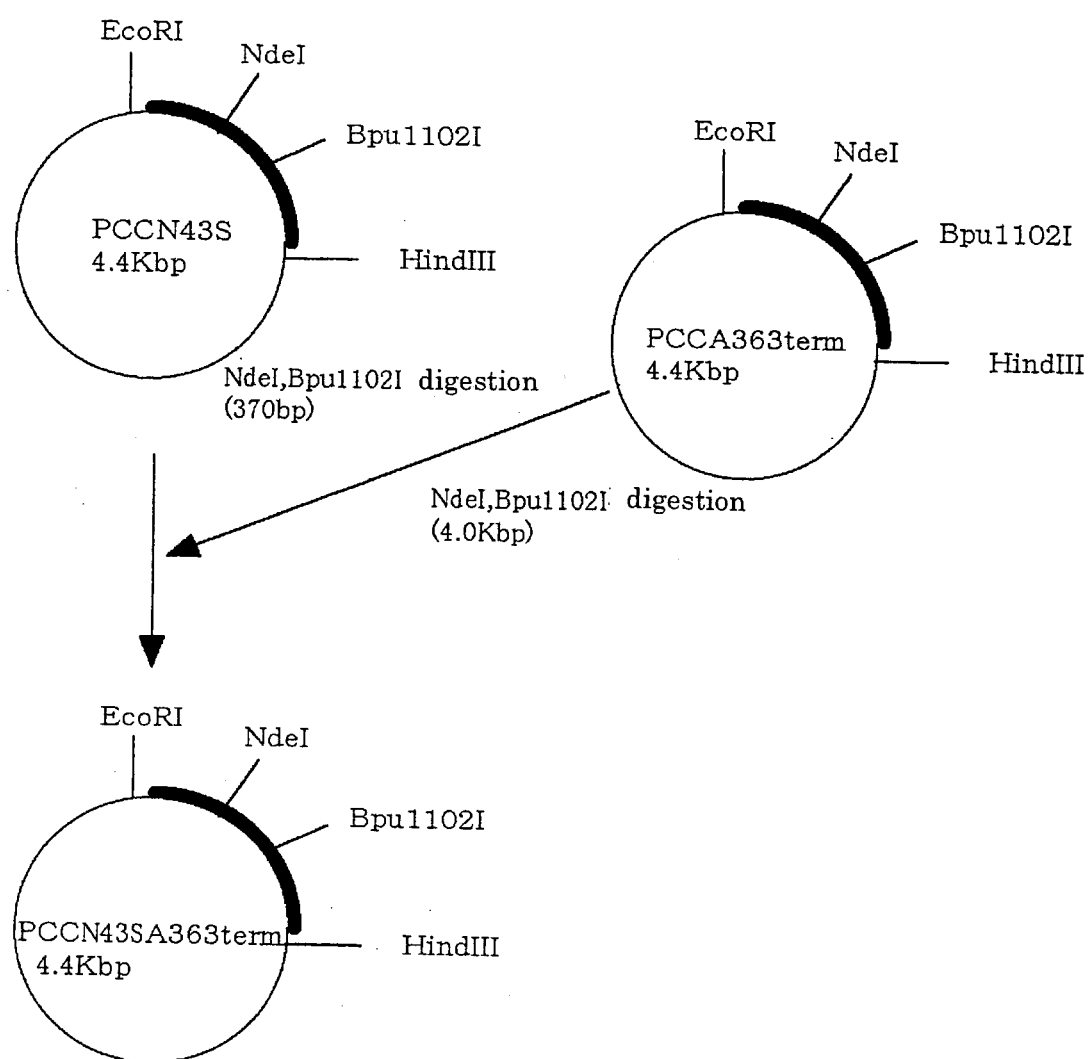 EcoRI
NdeI
Bpu1102I
PCCN43S
4.4Kbp
HindIII
NdeI,Bpu1102I digestion
(370bp)
EcoRI
NdeI
Bpu1102I
PCCA363term
4.4Kbp
HindIII
NdeI,Bpu1102I digestion
(4.0Kbp)
EcoRI
NdeI
Bpu1102I
PCCN43SA363term
4.4Kbp
HindIII